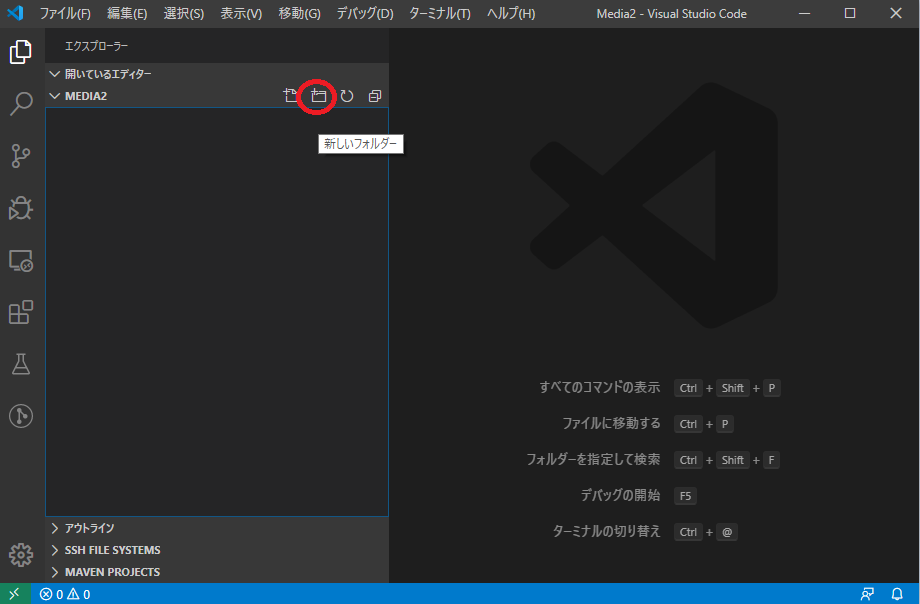 ファイル(F) 編集(E) 選択(S) 表示(V) 移動(G) デバッグ(D) ターミナル(T) ヘルプ(H) Media2 - Visual Studio Code
エクスプローラー
開いているエディター
MEDIA2
新しいフォルダー
すべてのコマンドの表示 Ctrl + Shift + P
ファイルに移動する Ctrl + P
フォルダーを指定して検索 Ctrl + Shift + F
デバッグの開始 F5
ターミナルの切り替え Ctrl + @
アウトライン
SSH FILE SYSTEMS
MAVEN PROJECTS
0 0